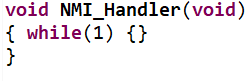 void NMI_Handler(void)
{ while(1) {}
}